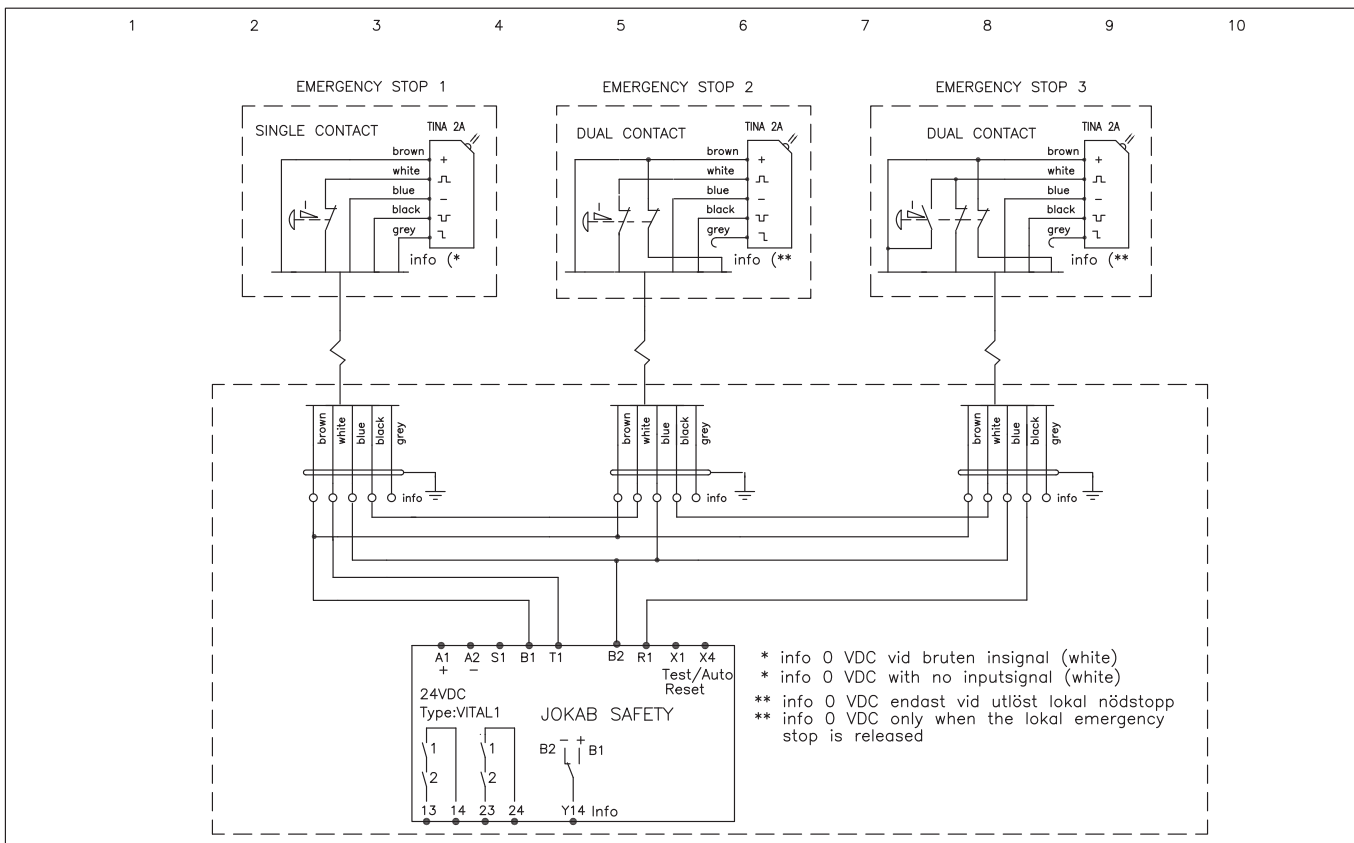 1 2 3 4 5 6 7 8 9 10
EMERGENCY STOP 1
EMERGENCY STOP 2
EMERGENCY STOP 3
SINGLE CONTACT
TINA 2A
brown
+
white
blue
−
black
grey
info (*
DUAL CONTACT
TINA 2A
brown
+
white
blue
−
black
grey
info (**
DUAL CONTACT
TINA 2A
brown
+
white
blue
−
black
grey
info (**
brown
white
blue
black
grey
info
brown
white
blue
black
grey
info
brown
white
blue
black
grey
info
A1 A2 S1 B1 T1 B2 R1 X1 X4
+ −
Test/Auto
Reset
24VDC
Type:VITAL1
JOKAB SAFETY
1 1
2 2
B2 − + B1
13 14 23 24 Y14 Info
* info 0 VDC vid bruten insignal (white)
* info 0 VDC with no inputsignal (white)
** info 0 VDC endast vid utlöst lokal nödstopp
** info 0 VDC only when the lokal emergency
stop is released